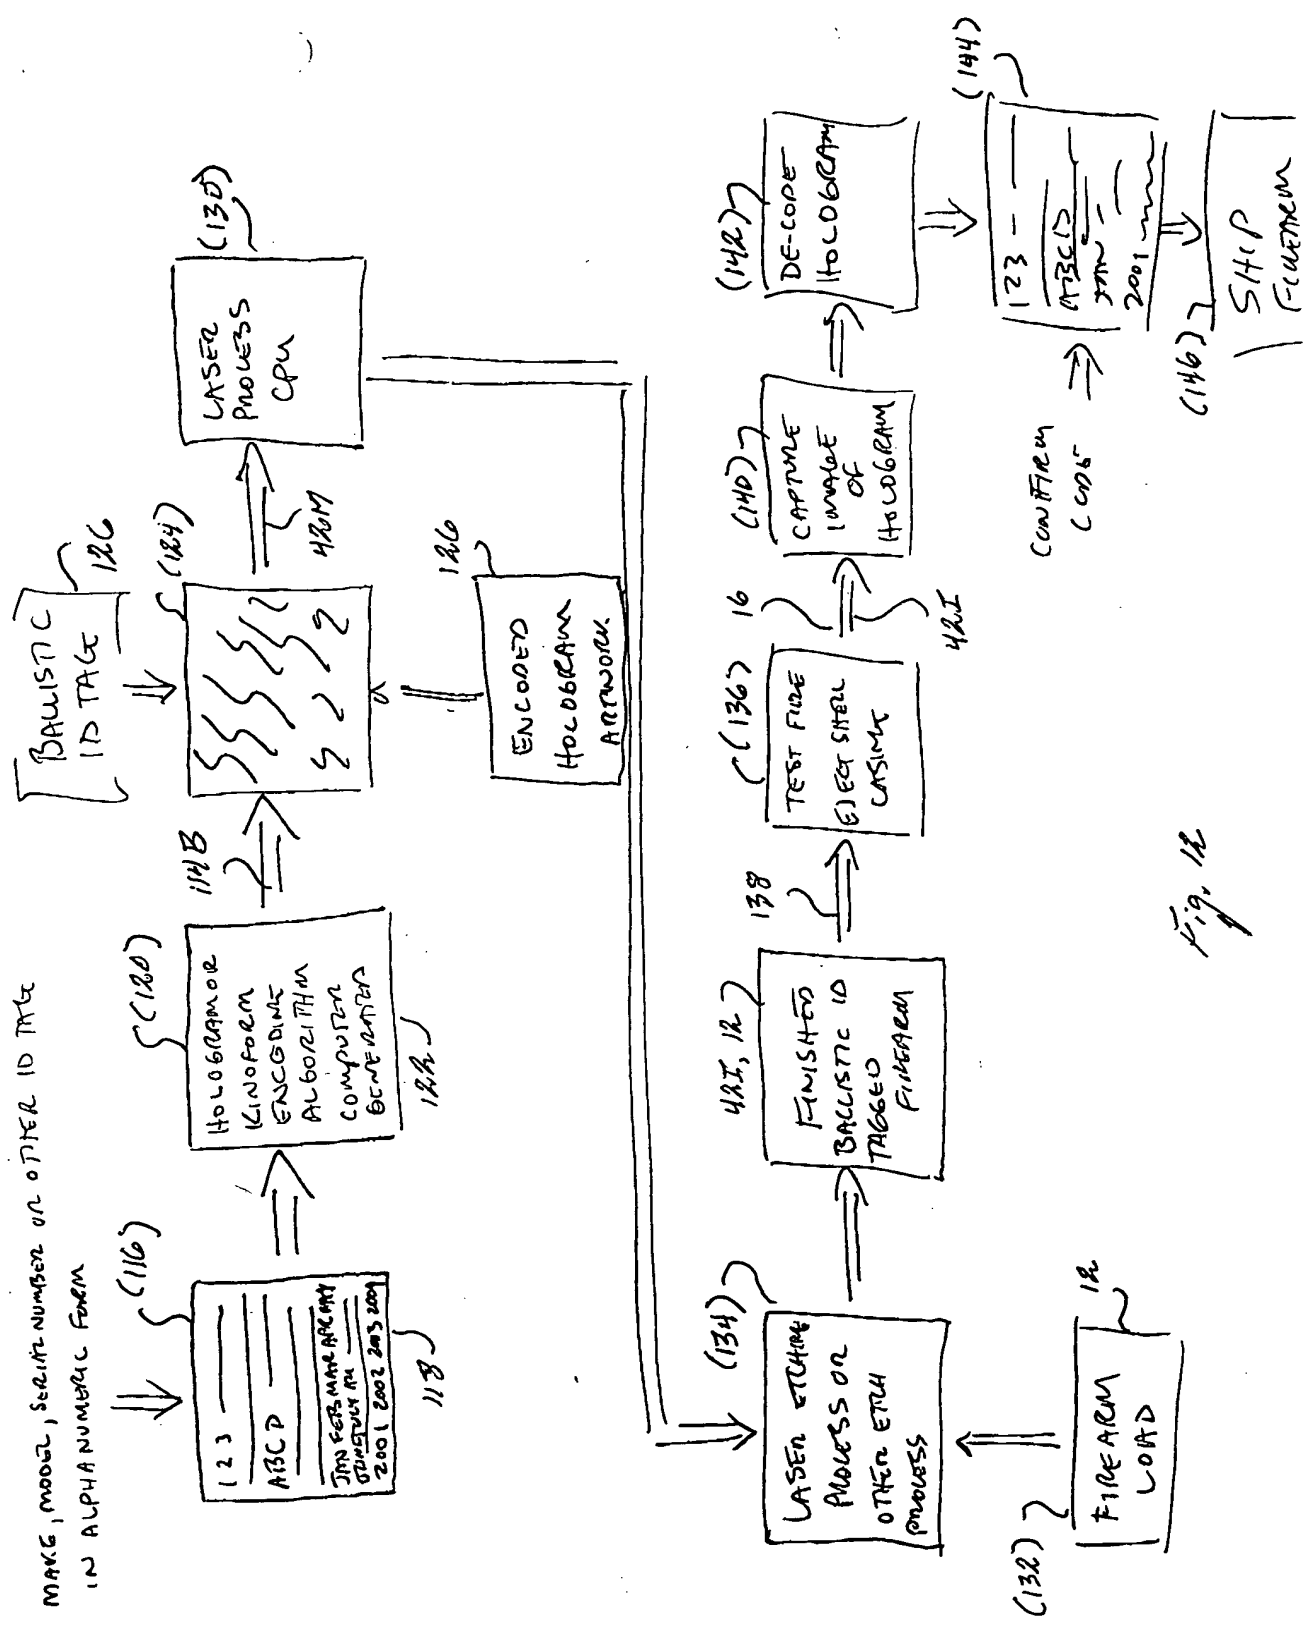 MAKE, MODEL, SERIAL NUMBER OR OTHER ID TAG
IN ALPHANUMERIC FORM
(116)
1 2 3
ABCD
JAN FEB MAR APR MAY
JUNE JULY AU
2001 2002 2003 2004
118
(120)
HOLOGRAM OR
KINOFORM
ENCODING
ALGORITHM
COMPUTER
GENERATED
122
114B
BALLISTIC
ID TAG
126
(124)
42M
126
ENCODED
HOLOGRAM
ARTWORK
(130)
LASER
PROCESS
CPU
(134)
LASER ETCHING
PROCESS OR
OTHER ETCH
PROCESS
(132)
FIREARM
LOAD
12
42I, 12
FINISHED
BALLISTIC ID
TAGGED
FIREARM
138
(136)
TEST FIRE
EJECT SHELL
CASING
16
42I
(140)
CAPTURE
IMAGE
OF
HOLOGRAM
(142)
DE-CODE
HOLOGRAM
(144)
123
ABCD
JAN
2001
CONFIRM
CODE
(146)
SHIP
FIREARM
Fig. 12